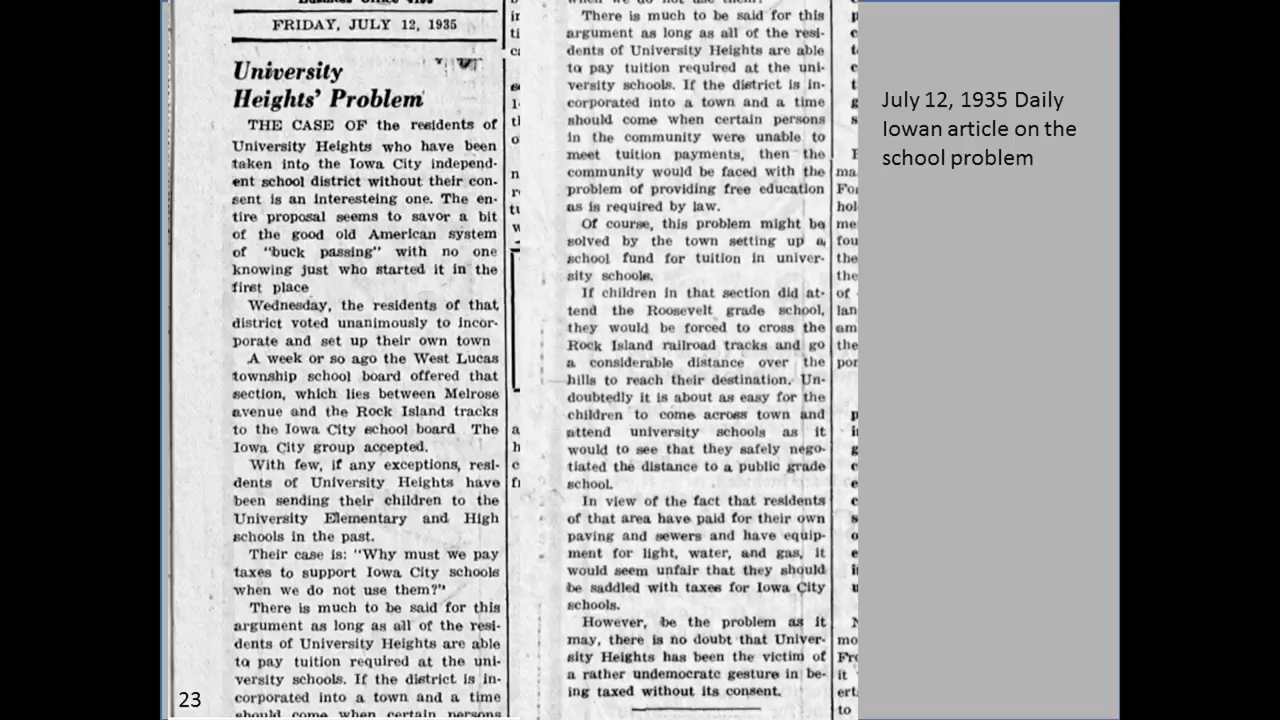 FRIDAY, JULY 12, 1935
University
Heights' Problem
THE CASE OF the residents of
University Heights who have been
taken into the Iowa City independ-
ent school district without their con-
sent is an interesteing one. The en-
tire proposal seems to savor a bit
of the good old American system
of "buck passing" with no one
knowing just who started it in the
first place
Wednesday, the residents of that
district voted unanimously to incor-
porate and set up their own town
A week or so ago the West Lucas
township school board offered that
section, which lies between Melrose
avenue and the Rock Island tracks
to the Iowa City school board The
Iowa City group accepted.
With few, if any exceptions, resi-
dents of University Heights have
been sending their children to the
University Elementary and High
schools in the past.
Their case is: "Why must we pay
taxes to support Iowa City schools
when we do not use them?"
There is much to be said for this
argument as long as all of the resi-
dents of University Heights are able
to pay tuition required at the uni-
versity schools. If the district is in-
corporated into a town and a time
should come when certain persons
23
There is much to be said for this
argument as long as all of the resi-
dents of University Heights are able
to pay tuition required at the uni-
versity schools. If the district is in-
corporated into a town and a time
should come when certain persons
in the community were unable to
meet tuition payments, then the
community would be faced with the
problem of providing free education
as is required by law.
Of course, this problem might be
solved by the town setting up a
school fund for tuition in univer-
sity schools.
If children in that section did at-
tend the Roosevelt grade school,
they would be forced to cross the
Rock Island railroad tracks and go
a considerable distance over the
hills to reach their destination. Un-
doubtedly it is about as easy for the
children to come across town and
attend university schools as it
would to see that they safely nego-
tiated the distance to a public grade
school.
In view of the fact that residents
of that area have paid for their own
paving and sewers and have equip-
ment for light, water, and gas, it
would seem unfair that they should
be saddled with taxes for Iowa City
schools.
However, be the problem as it
may, there is no doubt that Univer-
sity Heights has been the victim of
a rather undemocratc gesture in be-
ing taxed without its consent.
July 12, 1935 Daily
Iowan article on the
school problem